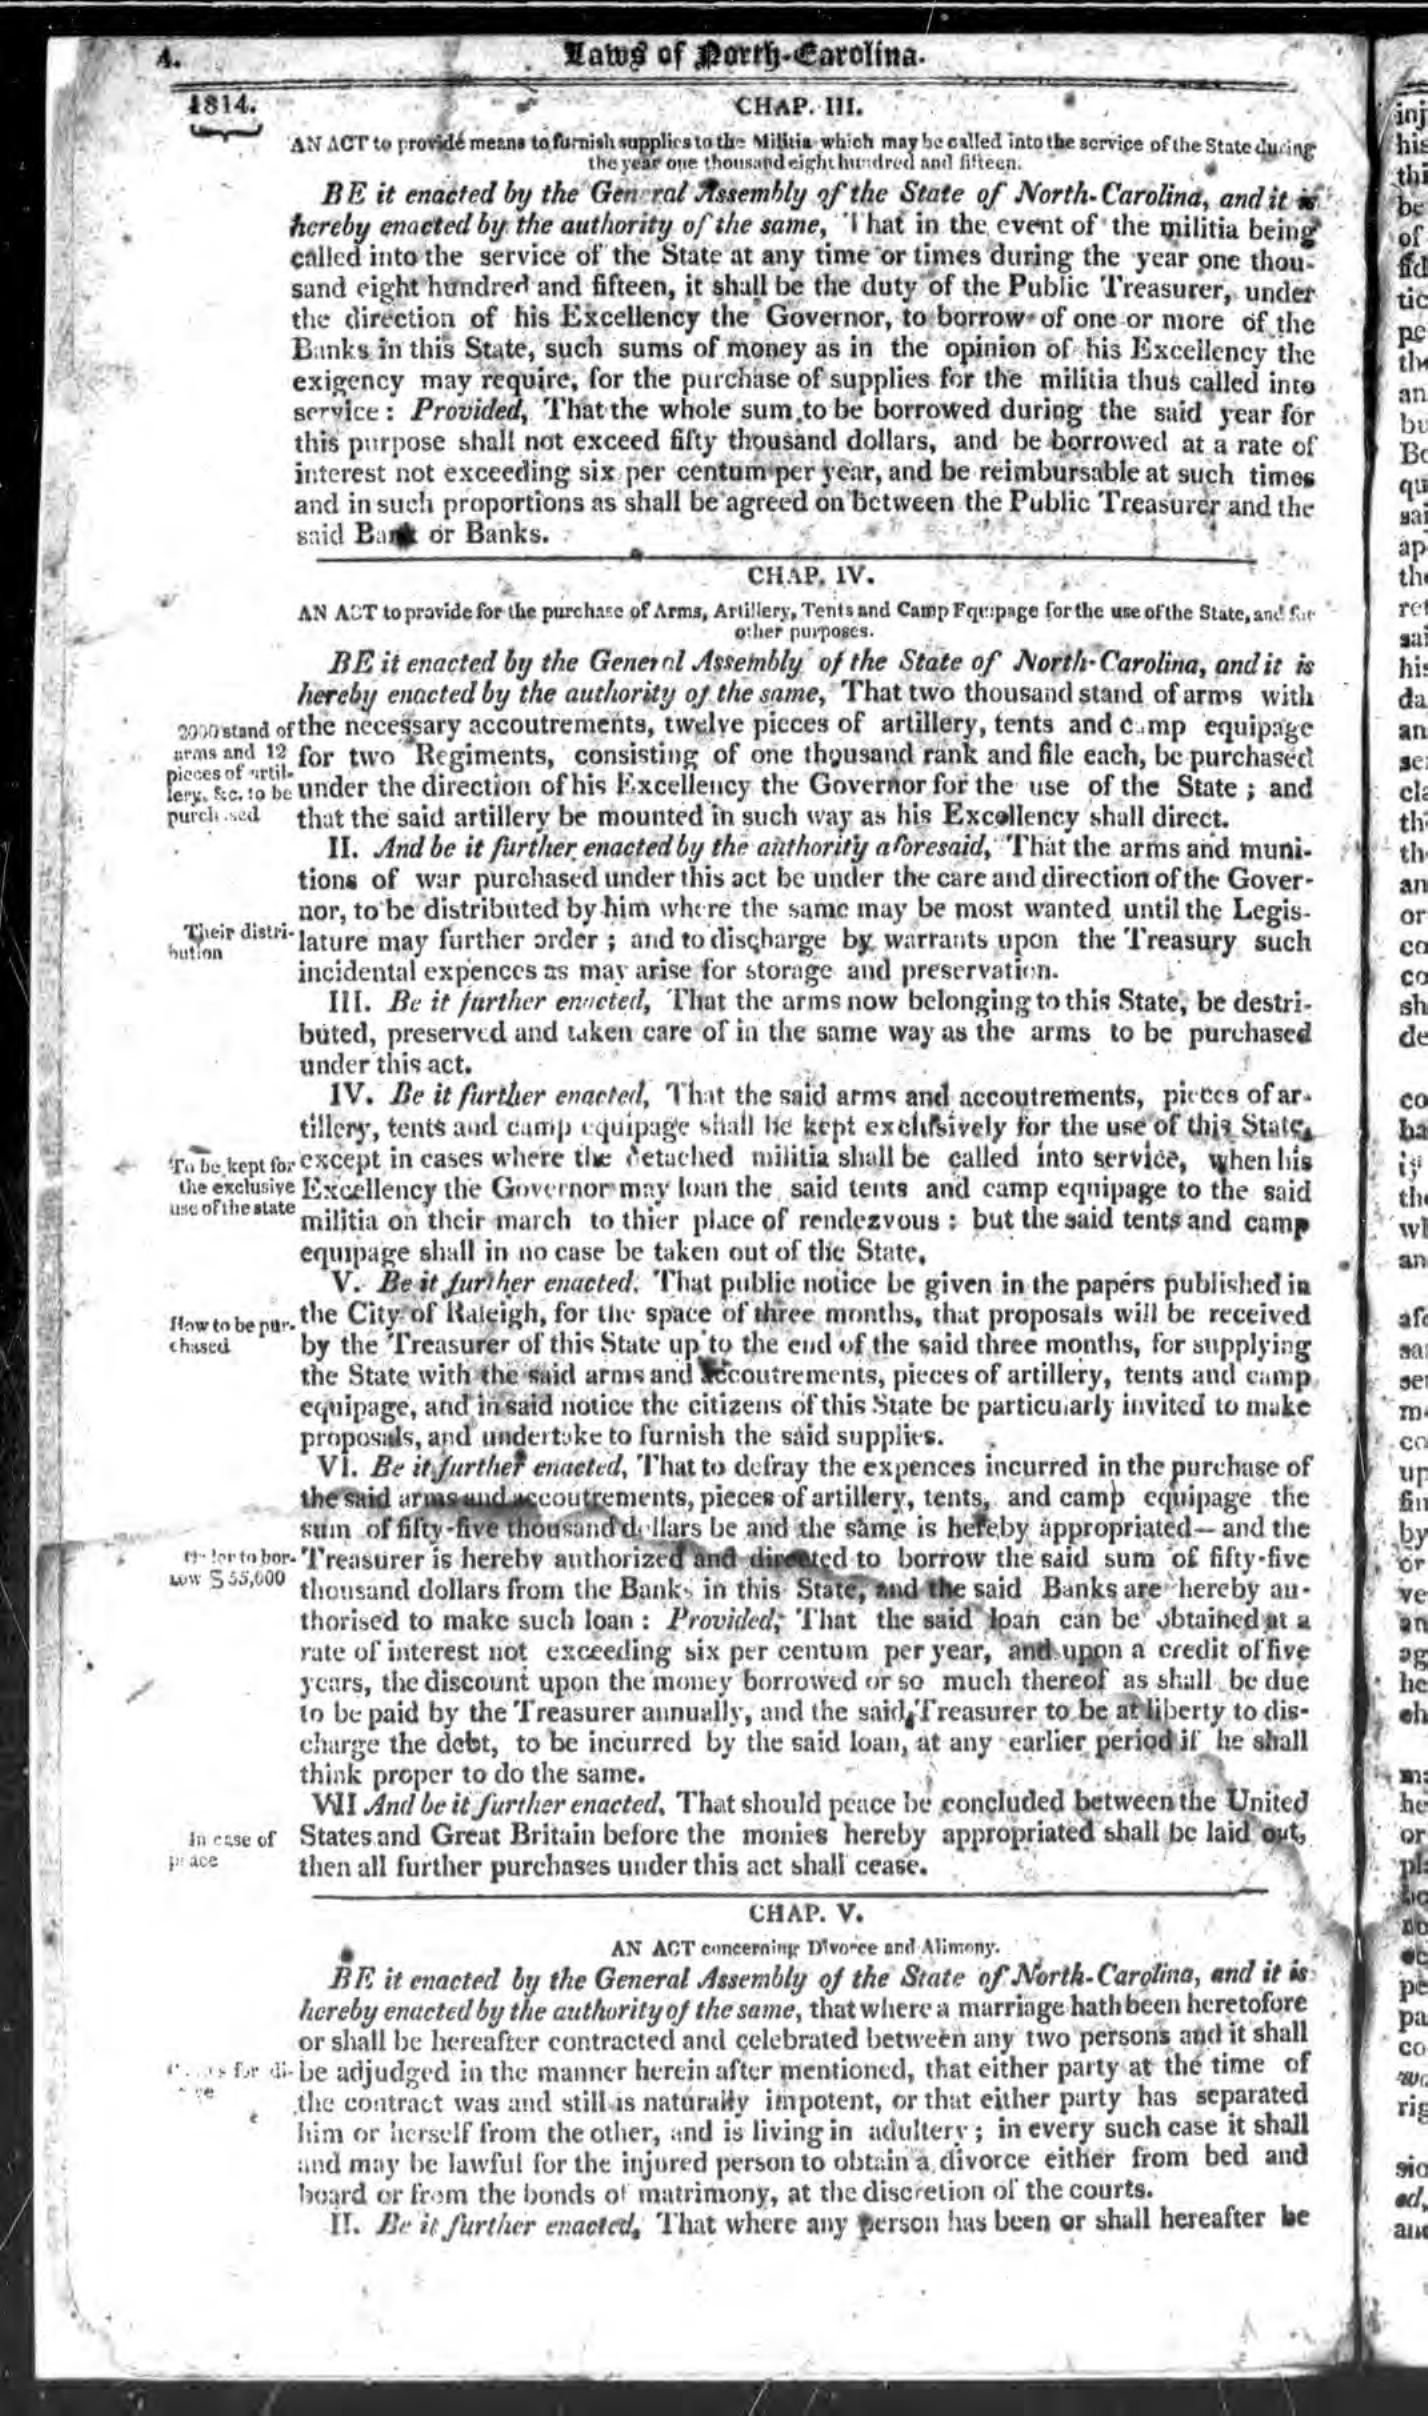 4.
Laws of North-Carolina.
1814.
CHAP. III.
AN ACT to provide means to furnish supplies to the Militia which may be called into the service of the State during
the year one thousand eight hundred and fifteen.
BE it enacted by the General Assembly of the State of North-Carolina, and it is
hereby enacted by the authority of the same, That in the event of the militia being
called into the service of the State at any time or times during the year one thou-
sand eight hundred and fifteen, it shall be the duty of the Public Treasurer, under
the direction of his Excellency the Governor, to borrow of one or more of the
Banks in this State, such sums of money as in the opinion of his Excellency the
exigency may require, for the purchase of supplies for the militia thus called into
service: Provided, That the whole sum to be borrowed during the said year for
this purpose shall not exceed fifty thousand dollars, and be borrowed at a rate of
interest not exceeding six per centum per year, and be reimbursable at such times
and in such proportions as shall be agreed on between the Public Treasurer and the
said Bank or Banks.
CHAP. IV.
AN ACT to provide for the purchase of Arms, Artillery, Tents and Camp Equipage for the use of the State, and for
other purposes.
BE it enacted by the General Assembly of the State of North-Carolina, and it is
hereby enacted by the authority of the same, That two thousand stand of arms with
the necessary accoutrements, twelve pieces of artillery, tents and camp equipage
for two Regiments, consisting of one thousand rank and file each, be purchased
under the direction of his Excellency the Governor for the use of the State; and
that the said artillery be mounted in such way as his Excellency shall direct.
2000 stand of
arms and 12
pieces of artil-
lery, &c. to be
purchased
II. And be it further enacted by the authority aforesaid, That the arms and muni-
tions of war purchased under this act be under the care and direction of the Gover-
nor, to be distributed by him where the same may be most wanted until the Legis-
lature may further order; and to discharge by warrants upon the Treasury such
incidental expences as may arise for storage and preservation.
Their distri-
bution
III. Be it further enacted, That the arms now belonging to this State, be destri-
buted, preserved and taken care of in the same way as the arms to be purchased
under this act.
IV. Be it further enacted, That the said arms and accoutrements, pieces of ar-
tillery, tents and camp equipage shall be kept exclusively for the use of this State,
except in cases where the detached militia shall be called into service, when his
Excellency the Governor may loan the said tents and camp equipage to the said
militia on their march to thier place of rendezvous: but the said tents and camp
equipage shall in no case be taken out of the State.
To be kept for
the exclusive
use of the state
V. Be it further enacted, That public notice be given in the papers published in
the City of Raleigh, for the space of three months, that proposals will be received
by the Treasurer of this State up to the end of the said three months, for supplying
the State with the said arms and accoutrements, pieces of artillery, tents and camp
equipage, and in said notice the citizens of this State be particularly invited to make
proposals, and undertake to furnish the said supplies.
How to be pur-
chased
VI. Be it further enacted, That to defray the expences incurred in the purchase of
the said arms and accoutrements, pieces of artillery, tents, and camp equipage the
sum of fifty-five thousand dollars be and the same is hereby appropriated—and the
Treasurer is hereby authorized and directed to borrow the said sum of fifty-five
thousand dollars from the Banks in this State, and the said Banks are hereby au-
thorised to make such loan: Provided, That the said loan can be obtained at a
rate of interest not exceeding six per centum per year, and upon a credit of five
years, the discount upon the money borrowed or so much thereof as shall be due
to be paid by the Treasurer annually, and the said Treasurer to be at liberty to dis-
charge the debt, to be incurred by the said loan, at any earlier period if he shall
think proper to do the same.
to bor-
row $55,000
VII And be it further enacted, That should peace be concluded between the United
States and Great Britain before the monies hereby appropriated shall be laid out,
then all further purchases under this act shall cease.
In case of
peace
CHAP. V.
AN ACT concerning Divorce and Alimony.
BE it enacted by the General Assembly of the State of North-Carolina, and it is
hereby enacted by the authority of the same, that where a marriage hath been heretofore
or shall be hereafter contracted and celebrated between any two persons and it shall
be adjudged in the manner herein after mentioned, that either party at the time of
the contract was and still is naturally impotent, or that either party has separated
him or herself from the other, and is living in adultery; in every such case it shall
and may be lawful for the injured person to obtain a divorce either from bed and
board or from the bonds of matrimony, at the discretion of the courts.
for di-
II. Be it further enacted, That where any person has been or shall hereafter be